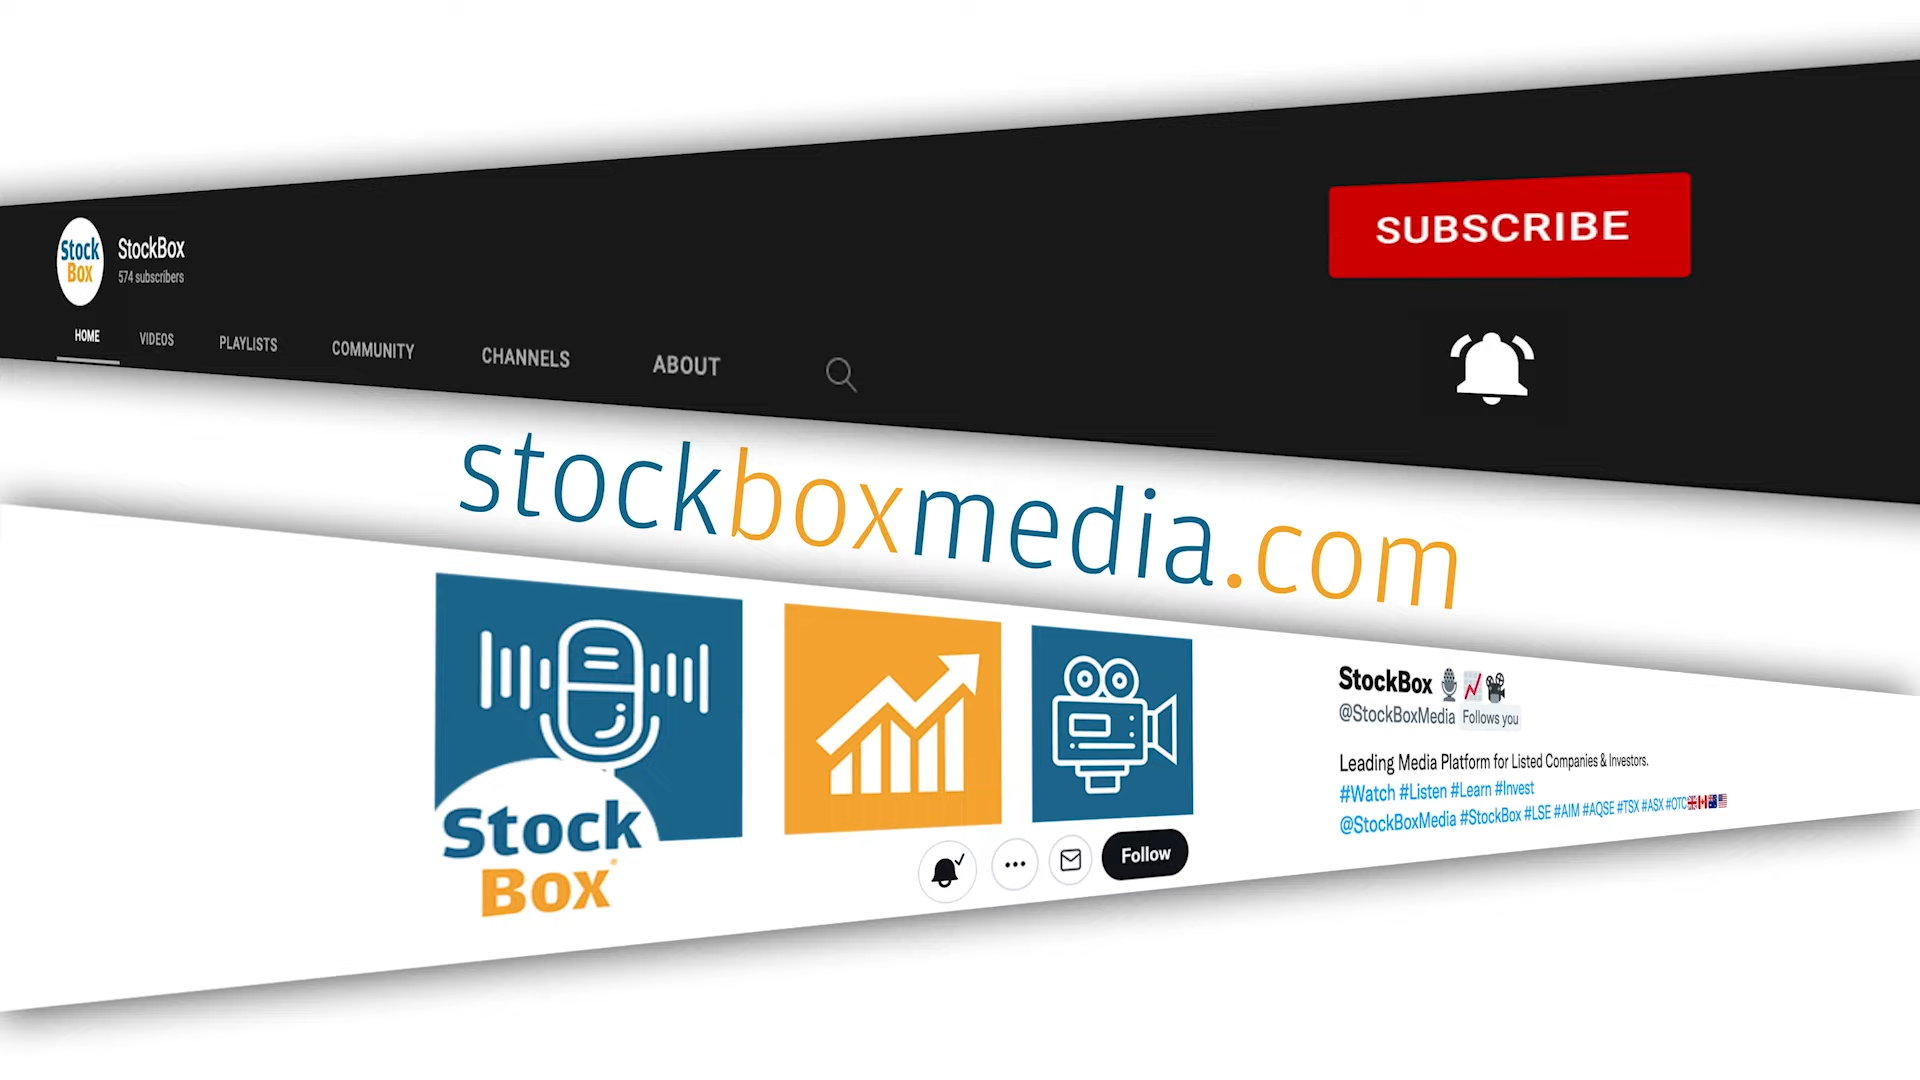 Stock
Box
StockBox
574 subscribers
SUBSCRIBE
HOME
VIDEOS
PLAYLISTS
COMMUNITY
CHANNELS
ABOUT
stockboxmedia.com
Stock
Box
Follow
StockBox
@StockBoxMedia Follows you
Leading Media Platform for Listed Companies & Investors.
#Watch #Listen #Learn #Invest
@StockBoxMedia #StockBox #LSE #AIM #AQSE #TSX #ASX #OTC